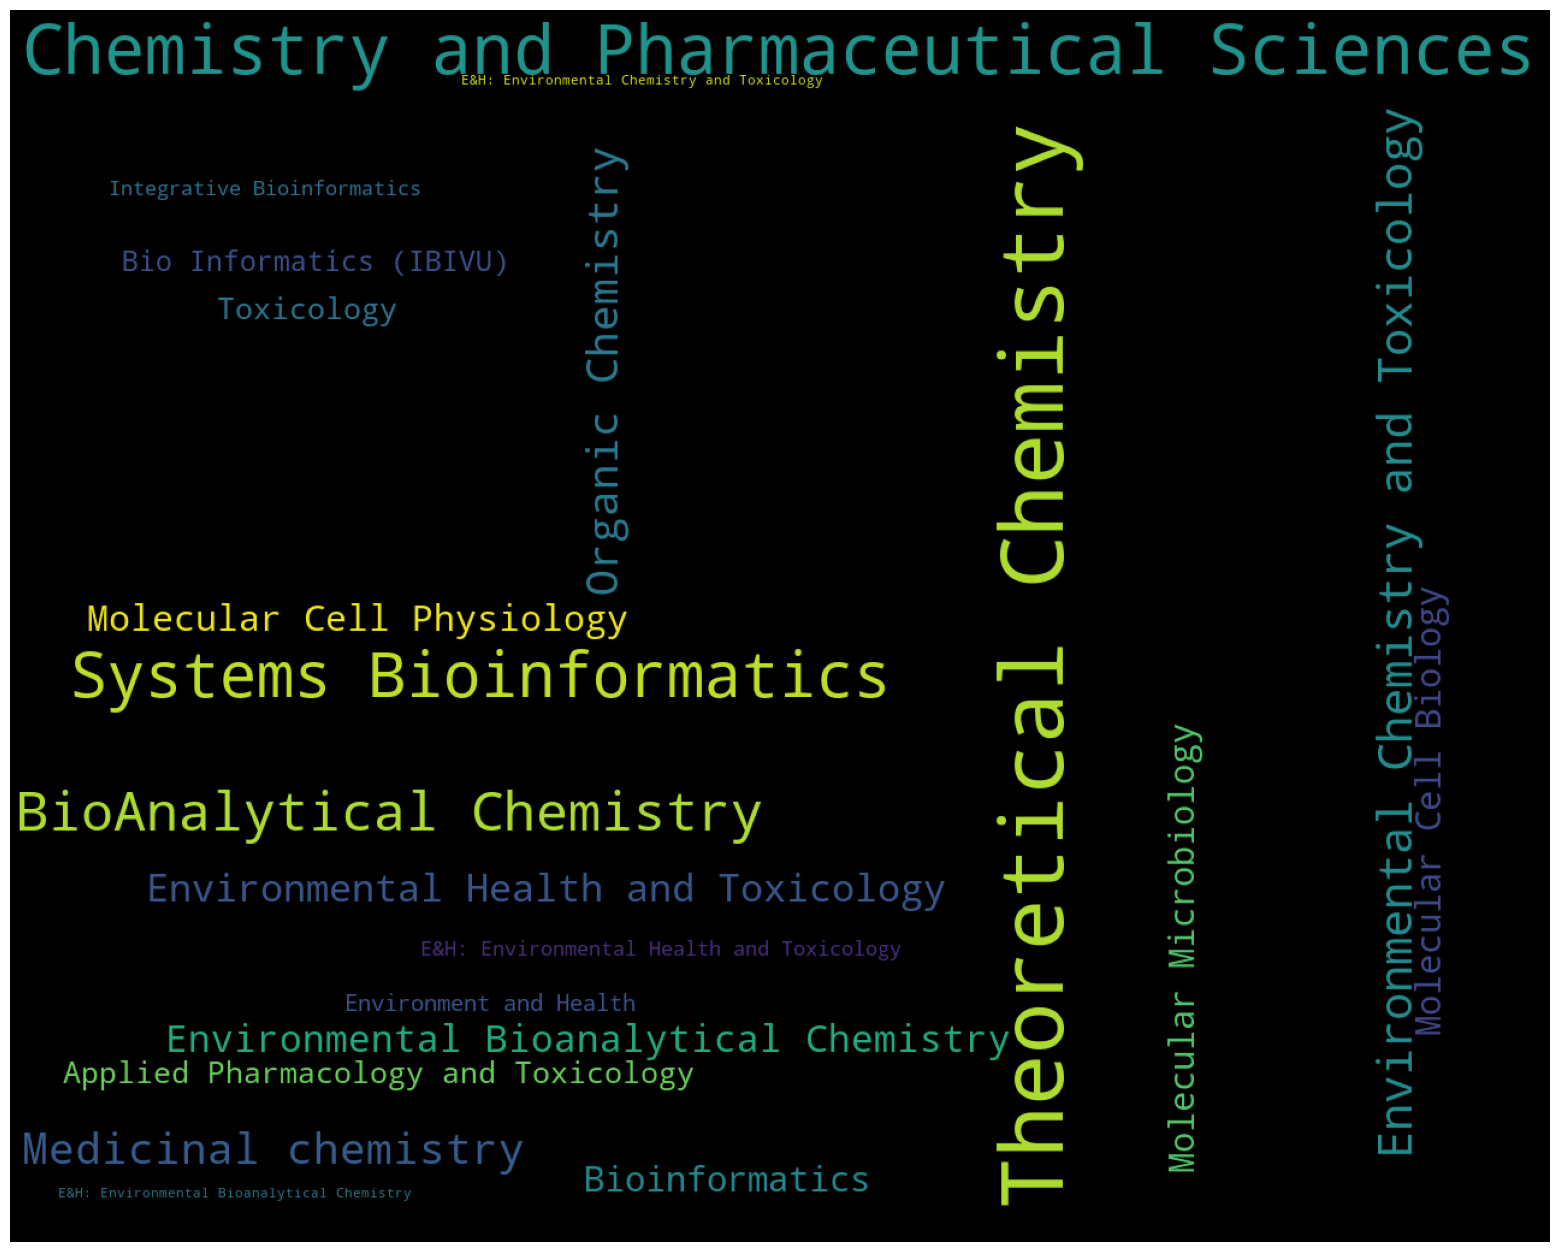 Chemistry and Pharmaceutical Sciences
E&H: Environmental Chemistry and Toxicology
Integrative Bioinformatics
Bio Informatics (IBIVU)
Toxicology
Organic Chemistry
Theoretical Chemistry
Environmental Chemistry and Toxicology
Molecular Cell Biology
Molecular Cell Physiology
Systems Bioinformatics
Molecular Microbiology
BioAnalytical Chemistry
Environmental Health and Toxicology
E&H: Environmental Health and Toxicology
Environment and Health
Environmental Bioanalytical Chemistry
Applied Pharmacology and Toxicology
Medicinal chemistry
Bioinformatics
E&H: Environmental Bioanalytical Chemistry